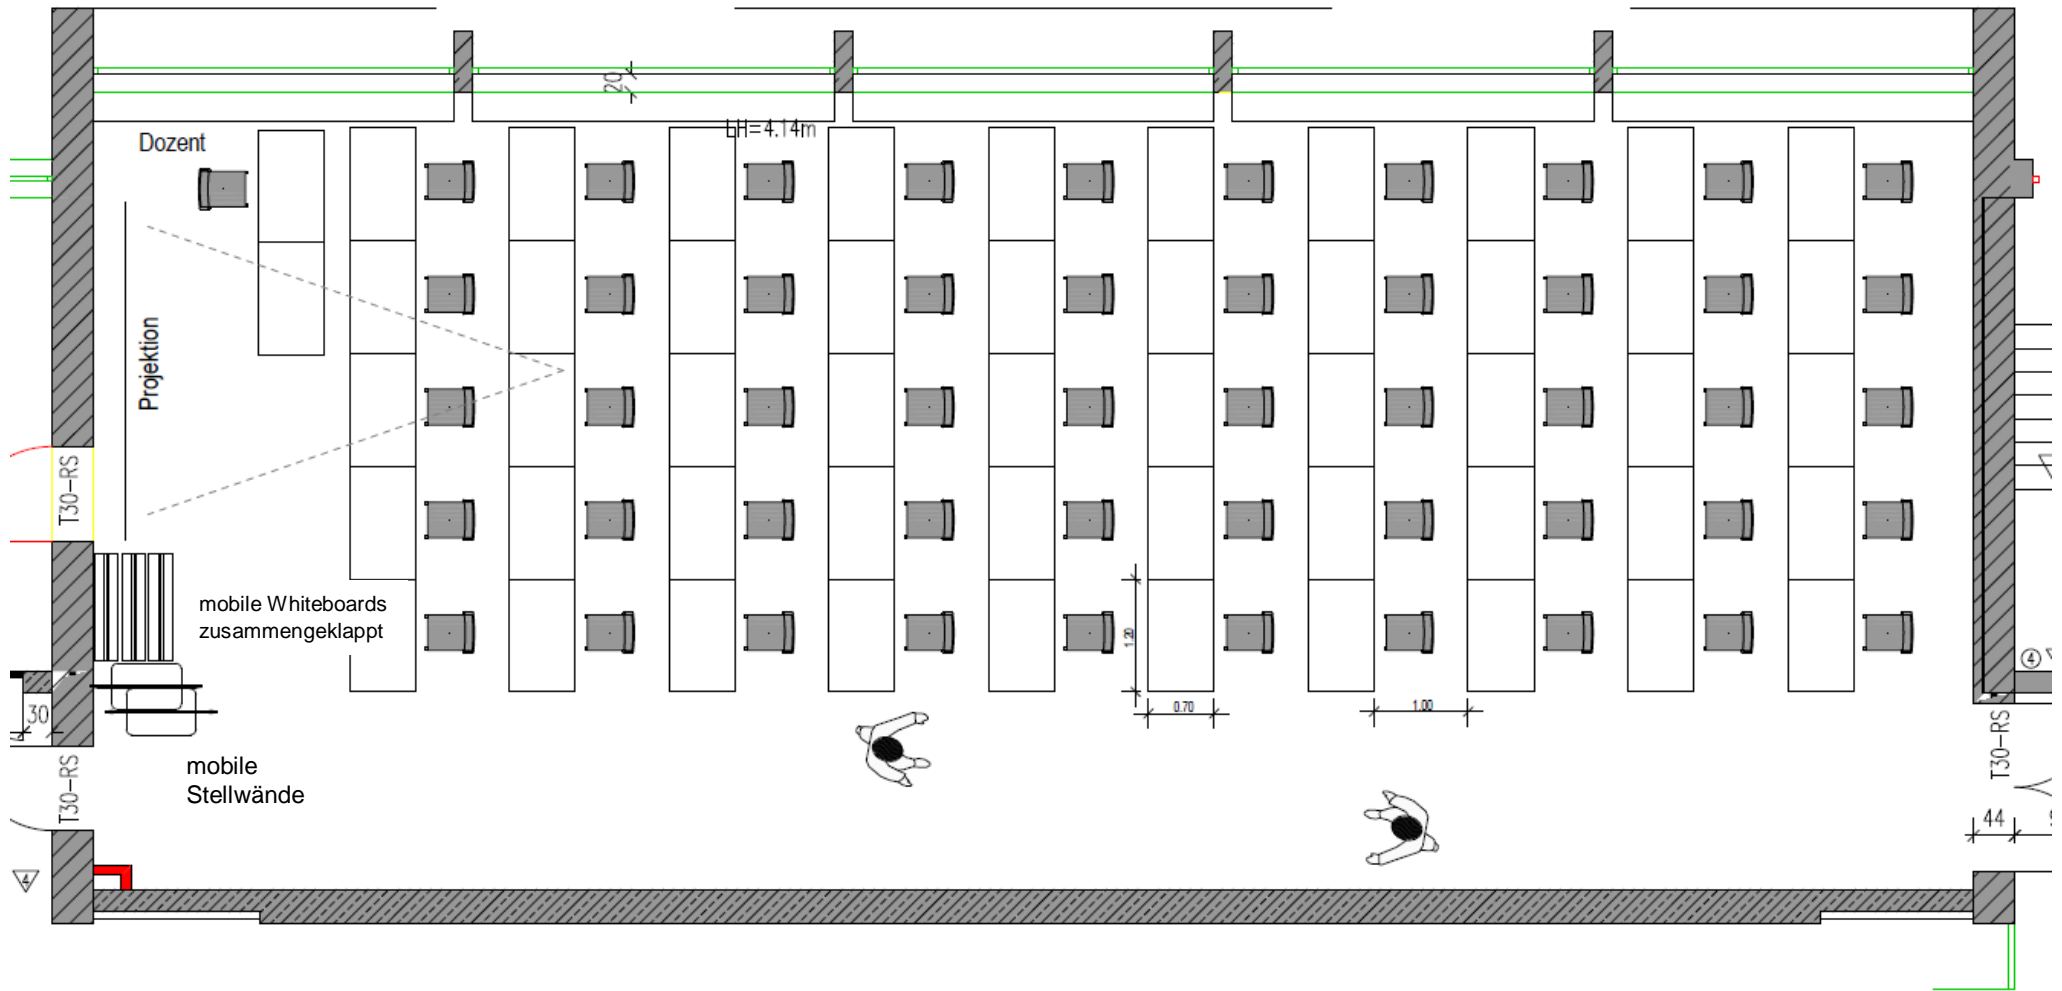 20
LH=4.14m
Dozent
Projektion
T30-RS
mobile Whiteboards
zusammengeklappt
1.20
4
30
0.70
1.00
T30-RS
T30-RS
mobile
Stellwände
44
4